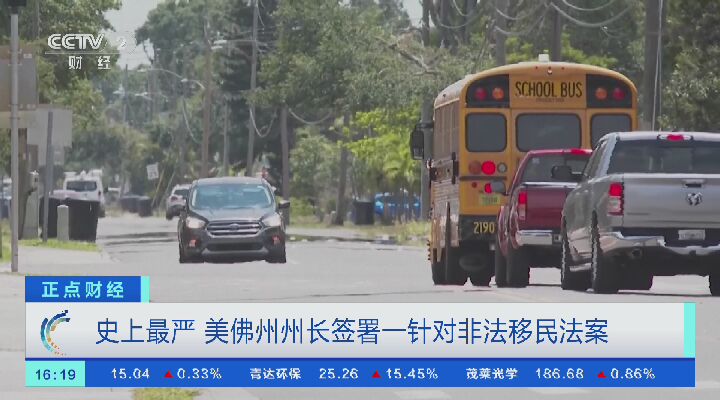 CCTV 2
财经
SCHOOL BUS
2190
正点财经
史上最严 美佛州州长签署一针对非法移民法案
16:19 15.04 ▲0.33% 青达环保 25.26 ▲15.45% 茂莱光学 186.68 ▲0.86%